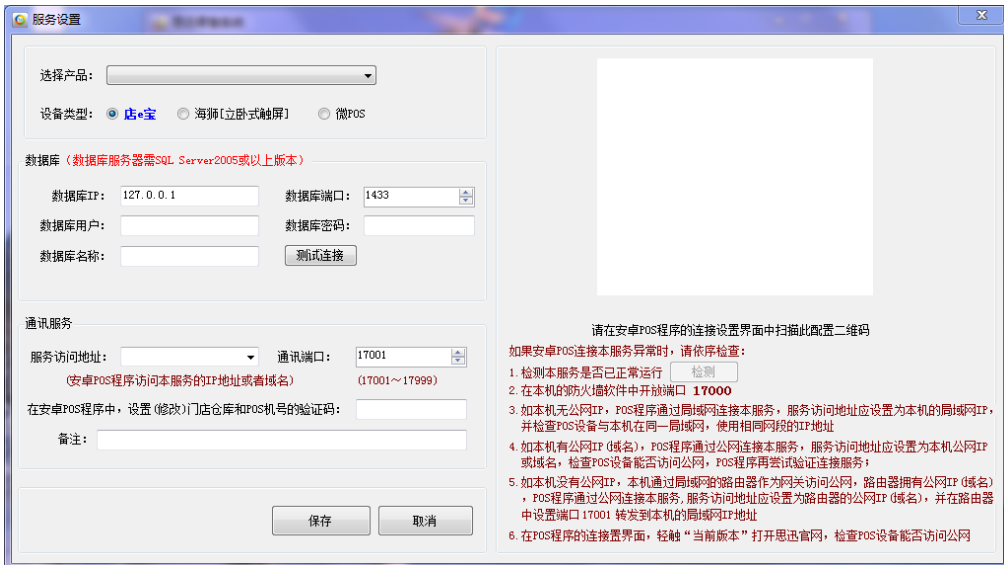 服务设置
选择产品：
设备类型： 店e宝 海狮[立卧式触屏] 微POS
数据库（数据库服务器需SQL Server2005或以上版本）
数据库IP： 127.0.0.1 数据库端口： 1433
数据库用户： 数据库密码：
数据库名称： 测试连接
通讯服务
服务访问地址： 通讯端口： 17001
(安卓POS程序访问本服务的IP地址或者域名) (17001～17999)
在安卓POS程序中，设置(修改)门店仓库和POS机号的验证码：
备注：
保存 取消
请在安卓POS程序的连接设置界面中扫描此配置二维码
如果安卓POS连接本服务异常时，请依序检查：
1.检测本服务是否已正常运行 检测
2.在本机的防火墙软件中开放端口 17000
3.如本机无公网IP，POS程序通过局域网连接本服务，服务访问地址应设置为本机的局域网IP，
并检查POS设备与本机在同一局域网，使用相同网段的IP地址
4.如本机有公网IP(域名)，POS程序通过公网连接本服务，服务访问地址应设置为本机公网IP
或域名，检查POS设备能否访问公网，POS程序再尝试验证连接服务；
5.如本机没有公网IP，本机通过局域网的路由器作为网关访问公网，路由器拥有公网IP(域名)
，POS程序通过公网连接本服务,服务访问地址应设置为路由器的公网IP(域名)，并在路由器
中设置端口17001 转发到本机的局域网IP地址
6.在POS程序的连接置界面，轻触“当前版本”打开思迅官网，检查POS设备能否访问公网